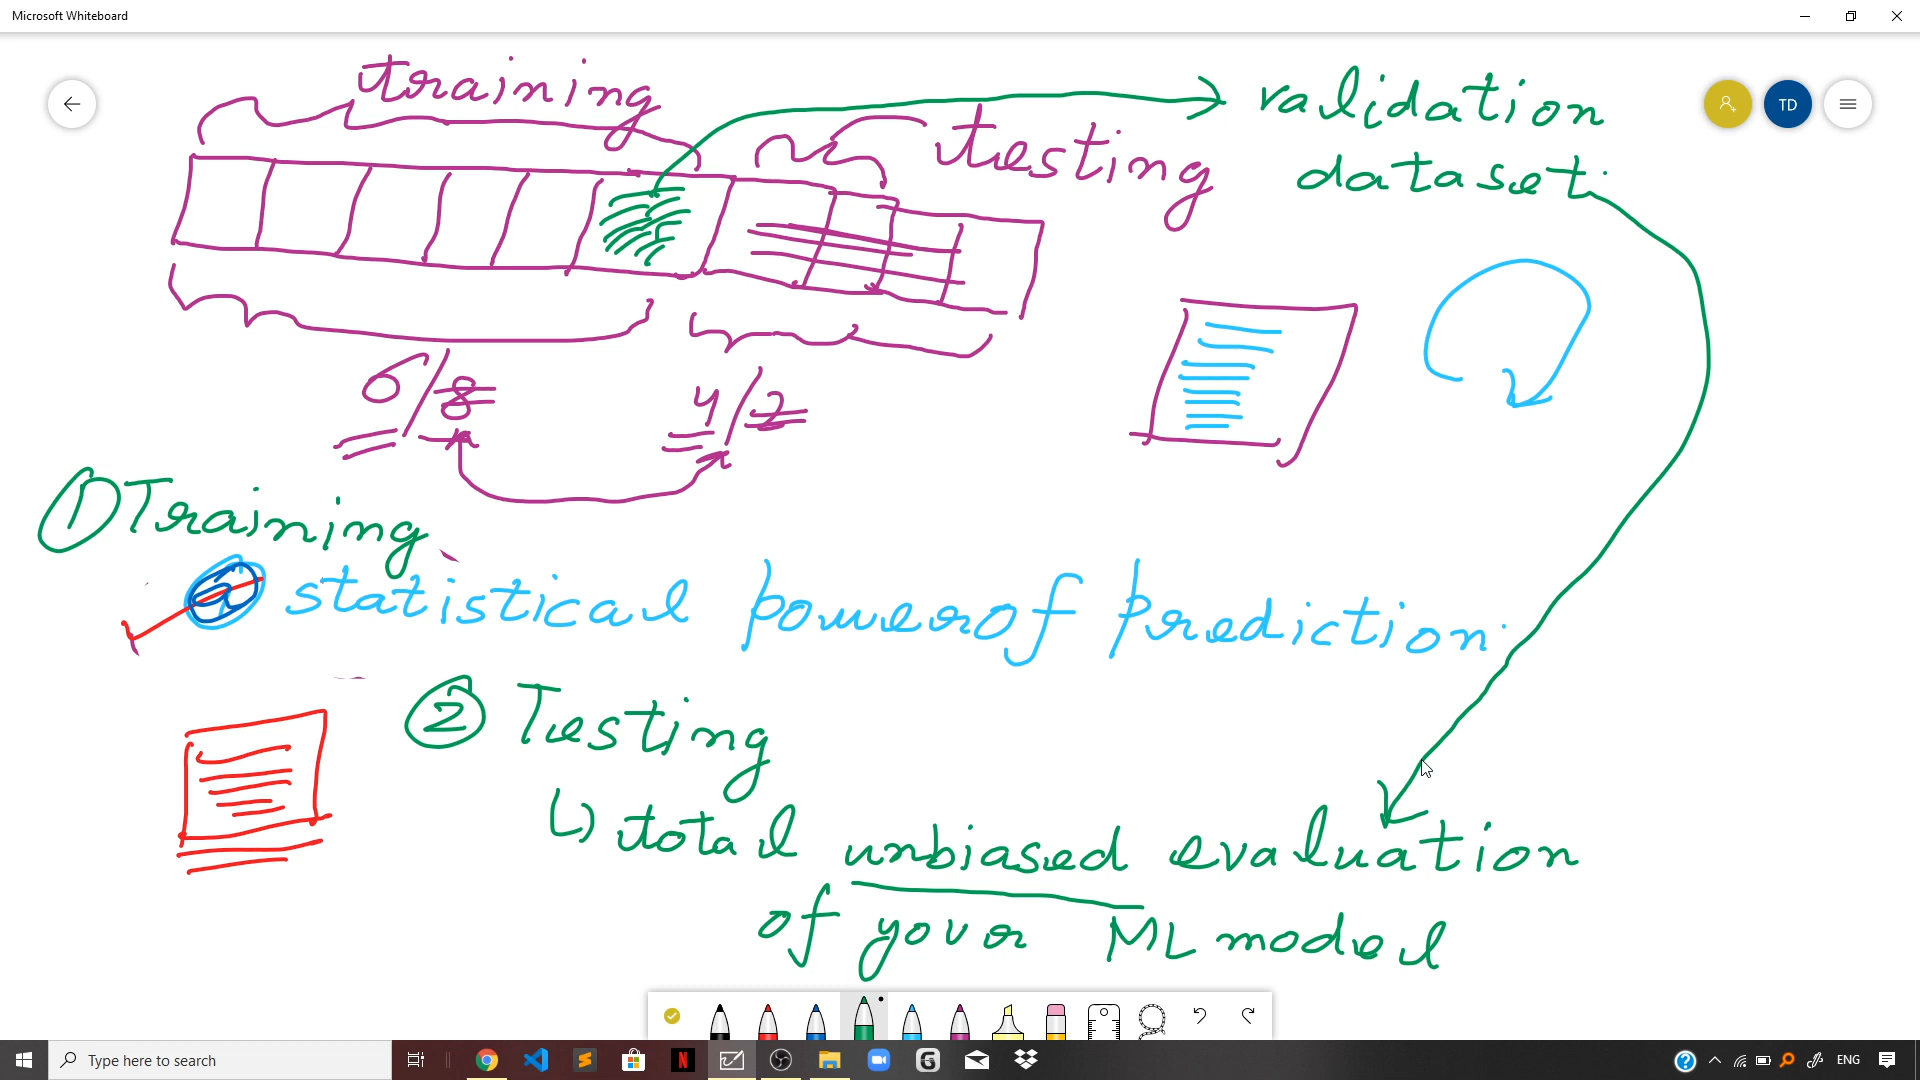 Microsoft Whiteboard
training
testing
validation
dataset
TD
6/8
4/2
1 Training
statistical power of prediction
2 Testing
total unbiased evaluation
of your ML model
Type here to search
ENG